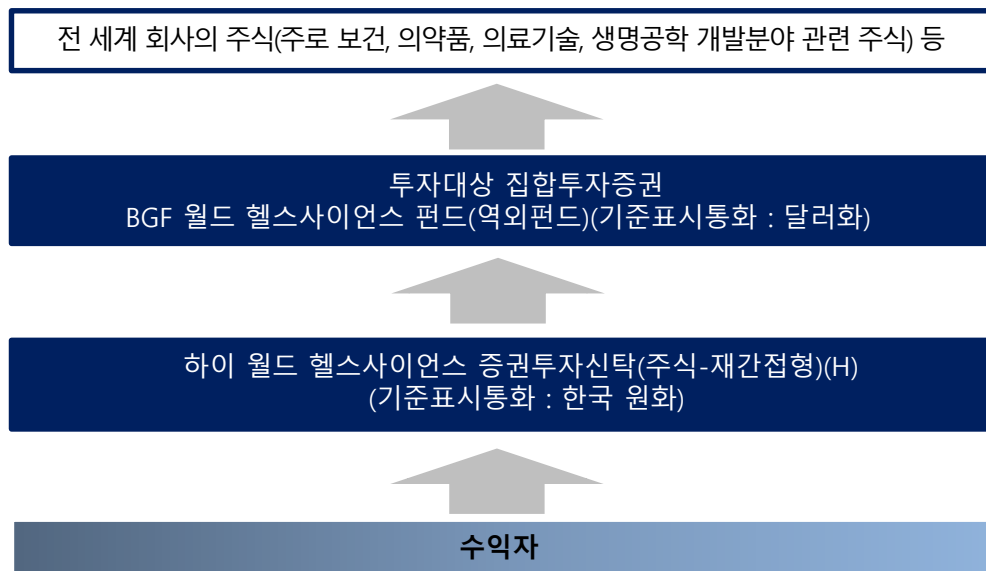 전 세계 회사의 주식(주로 보건, 의약품, 의료기술, 생명공학 개발분야 관련 주식) 등
투자대상 집합투자증권
BGF 월드 헬스사이언스 펀드(역외펀드)(기준표시통화 : 달러화)
하이 월드 헬스사이언스 증권투자신탁(주식-재간접형)(H)
(기준표시통화 : 한국 원화)
수익자